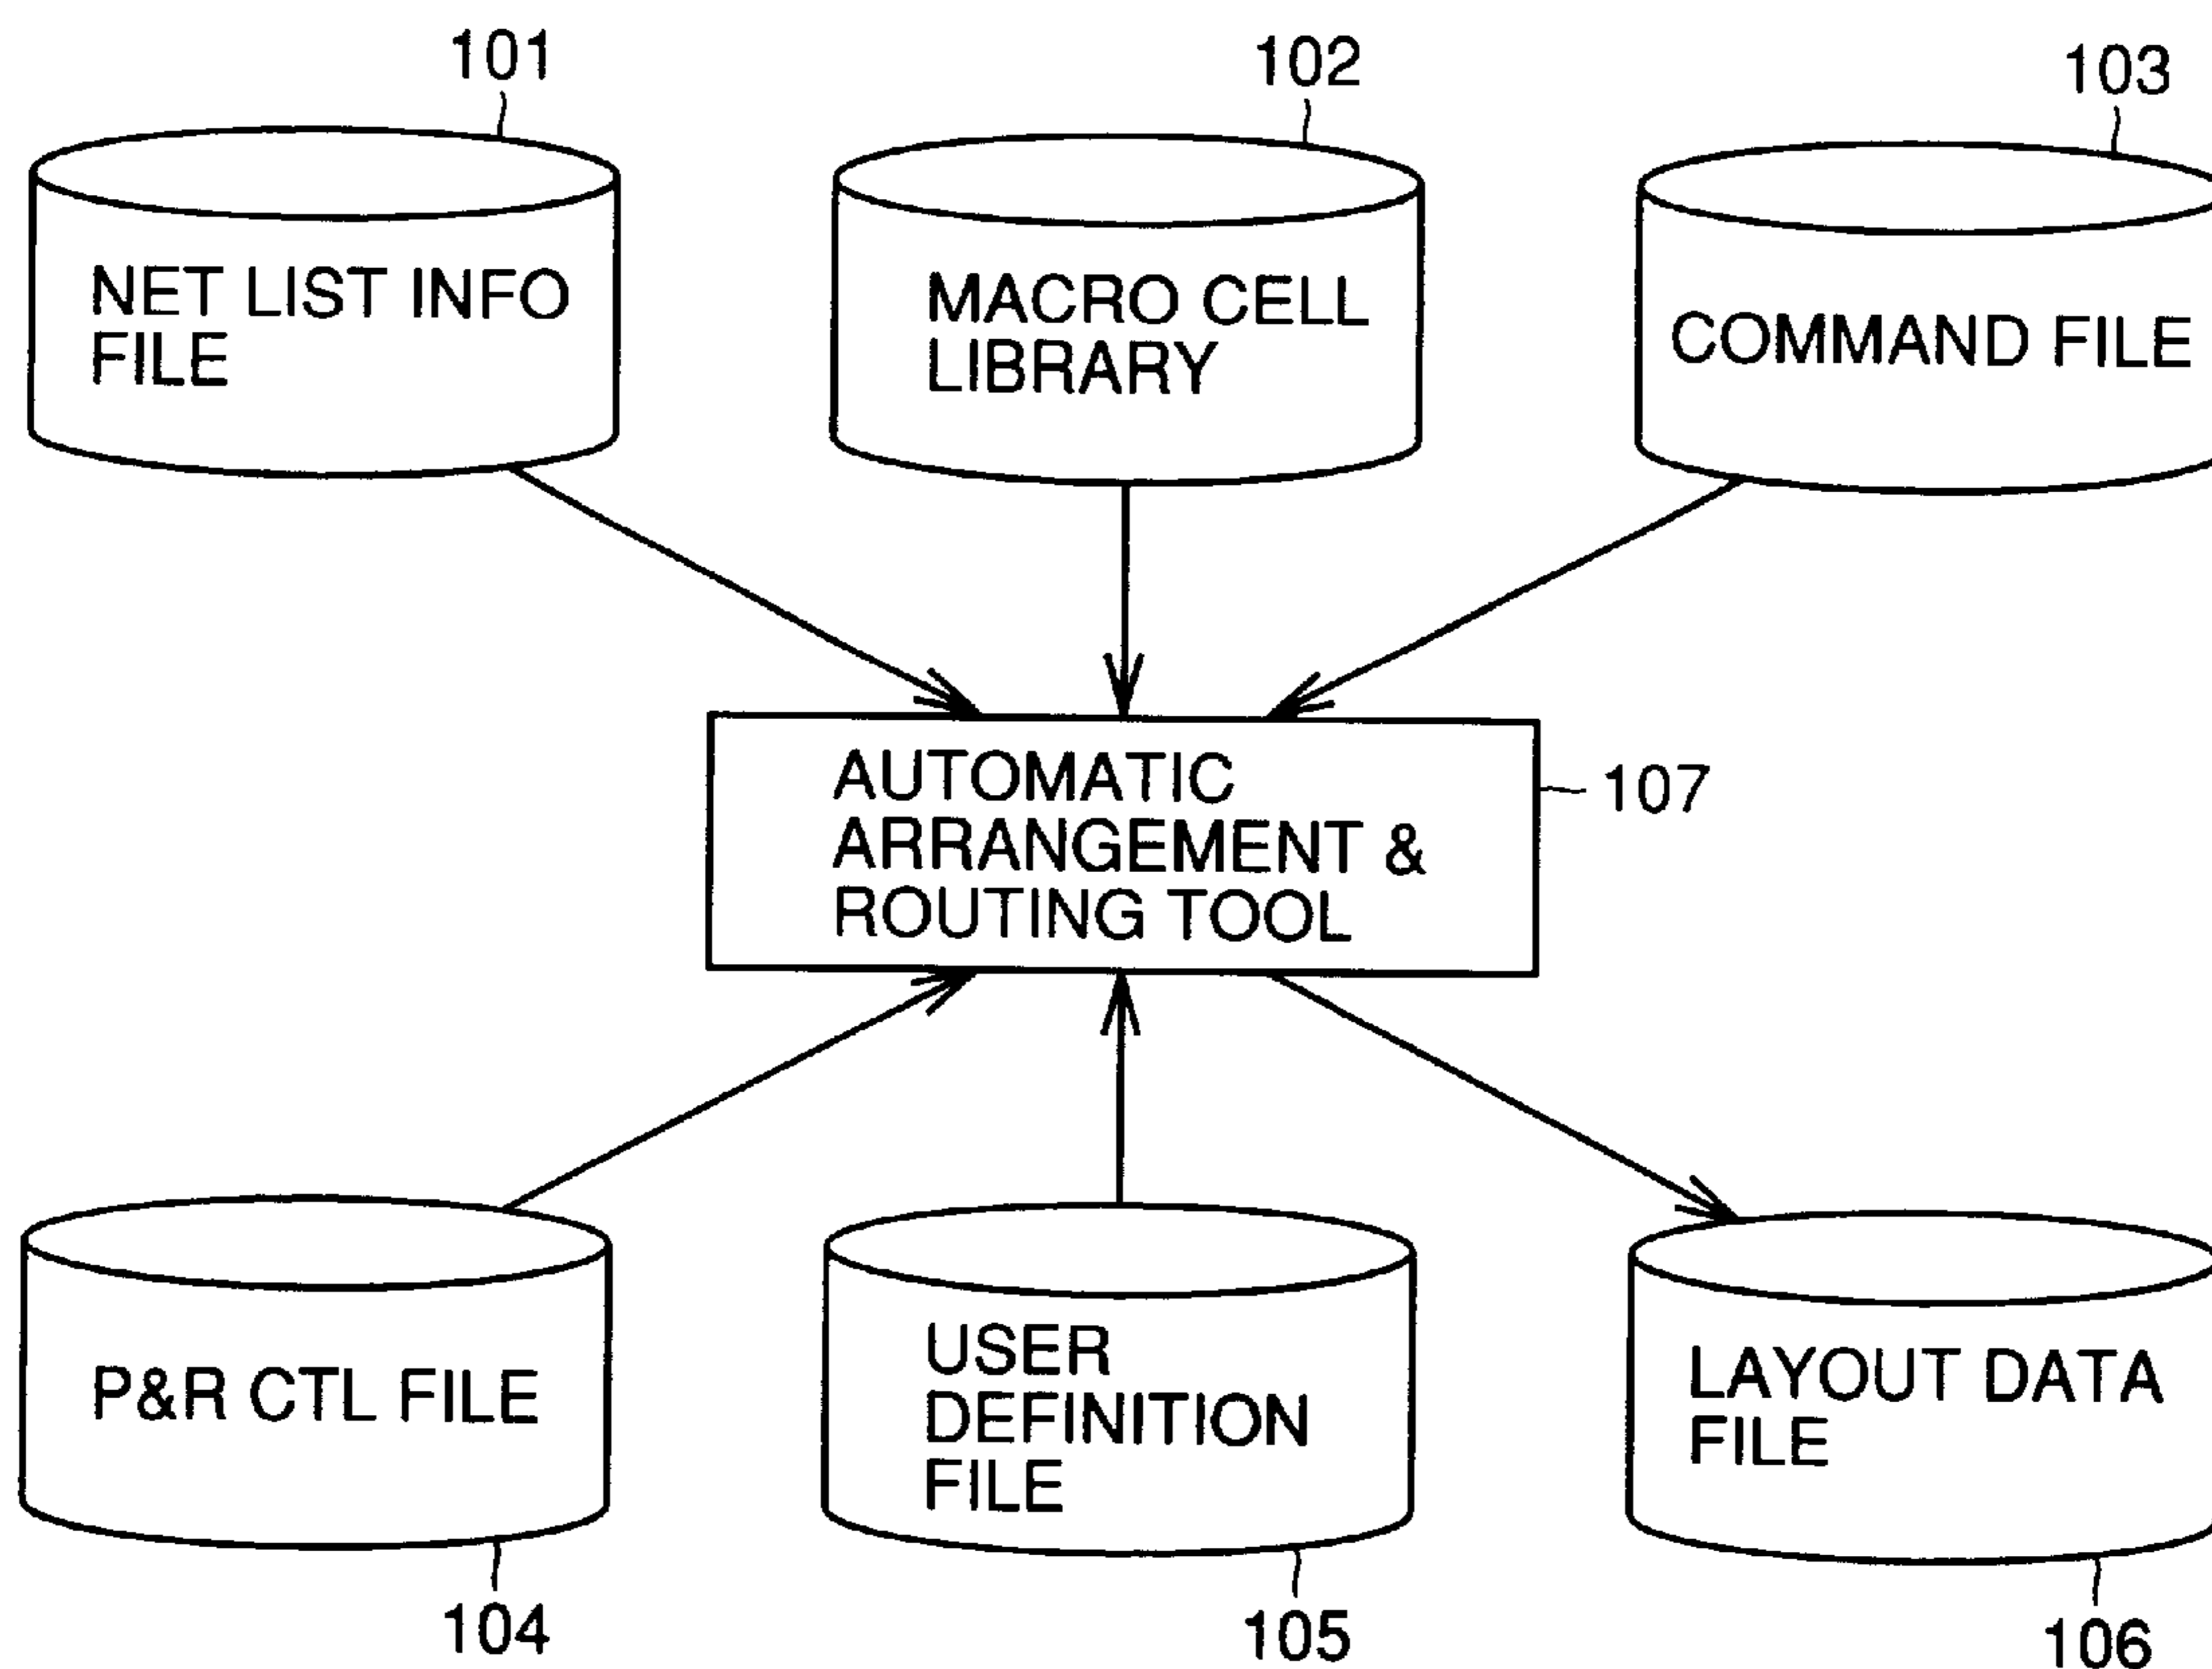 101
102
103
NET LIST INFO
FILE
MACRO CELL
LIBRARY
COMMAND FILE
AUTOMATIC
ARRANGEMENT &
ROUTING TOOL
107
P&R CTL FILE
USER
DEFINITION
FILE
LAYOUT DATA
FILE
104
105
106